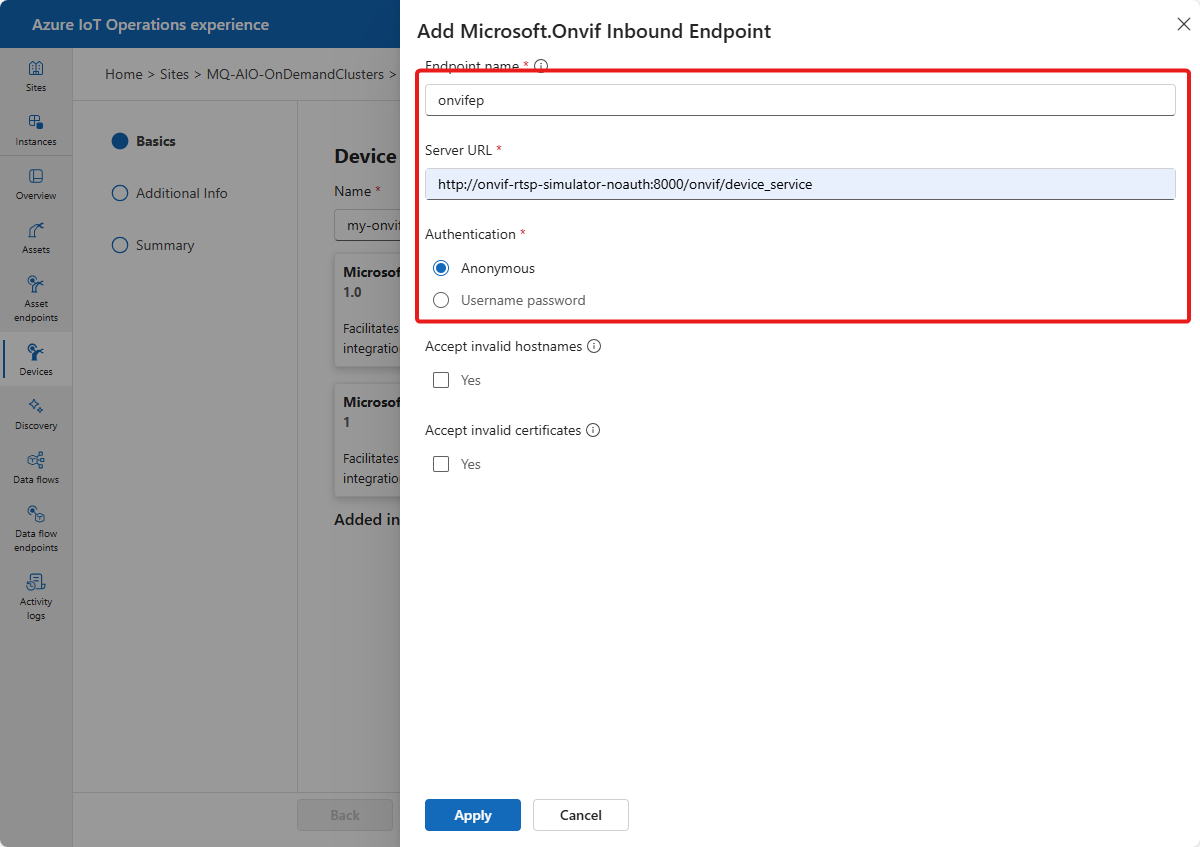 Azure IoT Operations experience
Home > Sites > MQ-AIO-OnDemandClusters >
Sites
Instances
Overview
Assets
Asset
endpoints
Devices
Discovery
Data flows
Data flow
endpoints
Activity
logs
Basics
Additional Info
Summary
Device
Name *
my-onvif
Microsof
1.0
Facilitates
integratio
Microsof
1
Facilitates
integratio
Added in
Back
Add Microsoft.Onvif Inbound Endpoint
Endpoint name *
onvifep
Server URL *
http://onvif-rtsp-simulator-noauth:8000/onvif/device_service
Authentication *
Anonymous
Username password
Accept invalid hostnames
Yes
Accept invalid certificates
Yes
Apply
Cancel